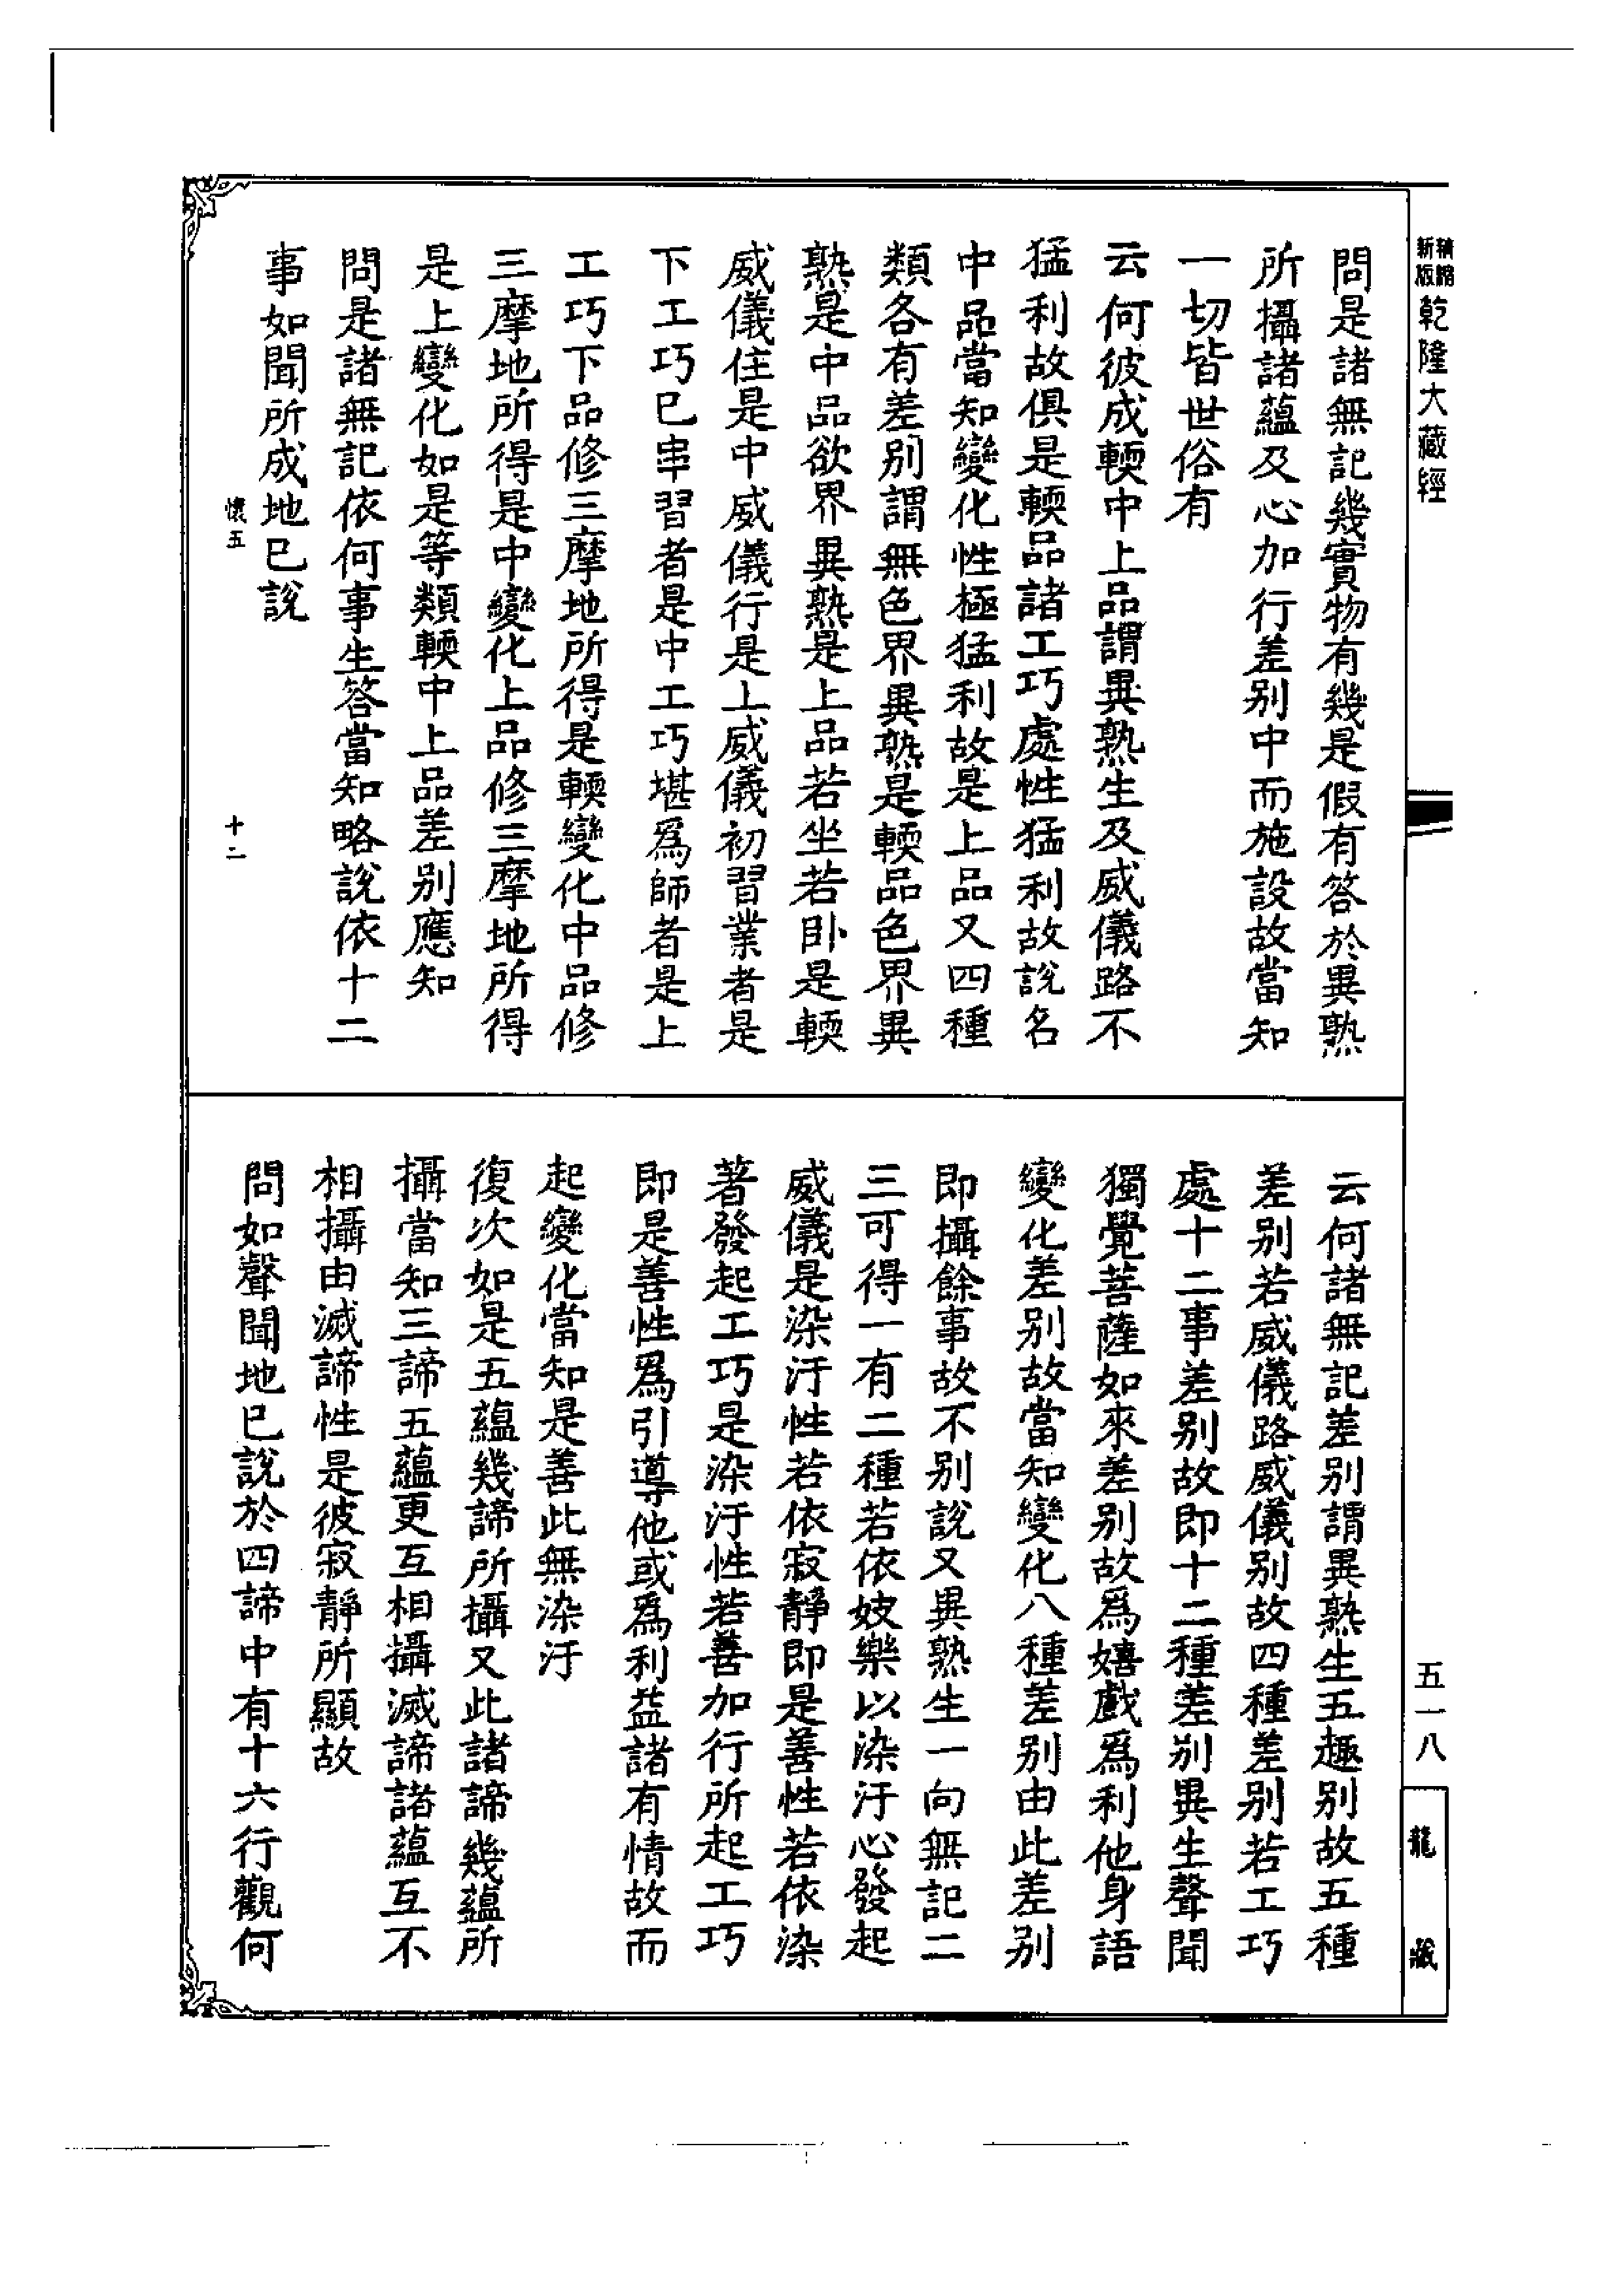 精縮
新版
乾隆大藏經
問是諸無記幾實物有幾是假有答於異熟
所攝諸蘊及心加行差别中而施設故當知
一切皆世俗有
云何彼成輭中上品謂異熟生及威儀路不
猛利故俱是輭品諸工巧處性猛利故說名
中品當知變化性極猛利故是上品又四種
類各有差别謂無色界異熟是輭品色界異
熟是中品欲界異熟是上品若坐若卧是輭
威儀住是中威儀行是上威儀初習業者是
下工巧已串習者是中工巧堪爲師者是上
工巧下品修三摩地所得是輭變化中品修
三摩地所得是中變化上品修三摩地所得
是上變化如是等類輭中上品差别應知
問是諸無記依何事生答當知略說依十二
事如聞所成地已說
懷五
十二
云何諸無記差别謂異熟生五趣别故五種
差别若威儀路威儀别故四種差别若工巧
處十二事差别故即十二種差别異生聲聞
獨覺菩薩如來差别故爲嬉戲爲利他身語
變化差别故當知變化八種差别由此差别
即攝餘事故不别說又異熟生一向無記二
三可得一有二種若依妓樂以染汙心發起
威儀是染汙性若依寂靜即是善性若依染
著發起工巧是染汙性若善加行所起工巧
即是善性爲引導他或爲利益諸有情故而
起變化當知是善此無染汙
復次如是五蘊幾諦所攝又此諸諦幾蘊所
攝當知三諦五蘊更互相攝滅諦諸蘊互不
相攝由滅諦性是彼寂靜所顯故
問如聲聞地已說於四諦中有十六行觀何
五一八
龍藏